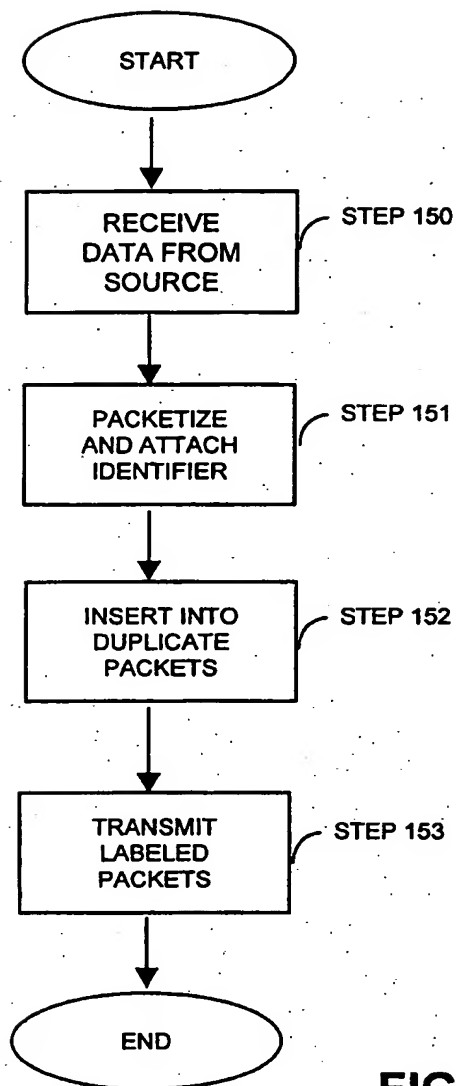 START
RECEIVE
DATA FROM
SOURCE
STEP 150
PACKETIZE
AND ATTACH
IDENTIFIER
STEP 151
INSERT INTO
DUPLICATE
PACKETS
STEP 152
TRANSMIT
LABELED
PACKETS
STEP 153
END
FIG